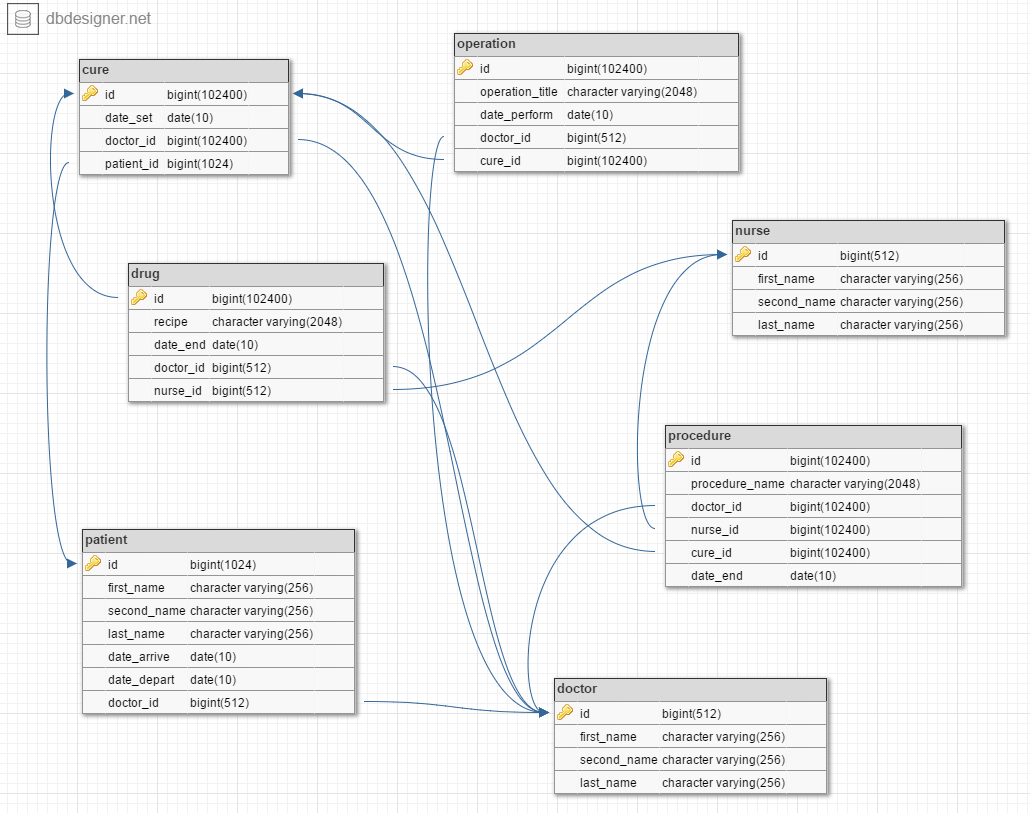 dbdesigner.net
cure
id bigint(102400)
date_set date(10)
doctor_id bigint(102400)
patient_id bigint(1024)
operation
id bigint(102400)
operation_title character varying(2048)
date_perform date(10)
doctor_id bigint(512)
cure_id bigint(102400)
nurse
id bigint(512)
first_name character varying(256)
second_name character varying(256)
last_name character varying(256)
drug
id bigint(102400)
recipe character varying(2048)
date_end date(10)
doctor_id bigint(512)
nurse_id bigint(512)
procedure
id bigint(102400)
procedure_name character varying(2048)
doctor_id bigint(102400)
nurse_id bigint(102400)
cure_id bigint(102400)
date_end date(10)
patient
id bigint(1024)
first_name character varying(256)
second_name character varying(256)
last_name character varying(256)
date_arrive date(10)
date_depart date(10)
doctor_id bigint(512)
doctor
id bigint(512)
first_name character varying(256)
second_name character varying(256)
last_name character varying(256)